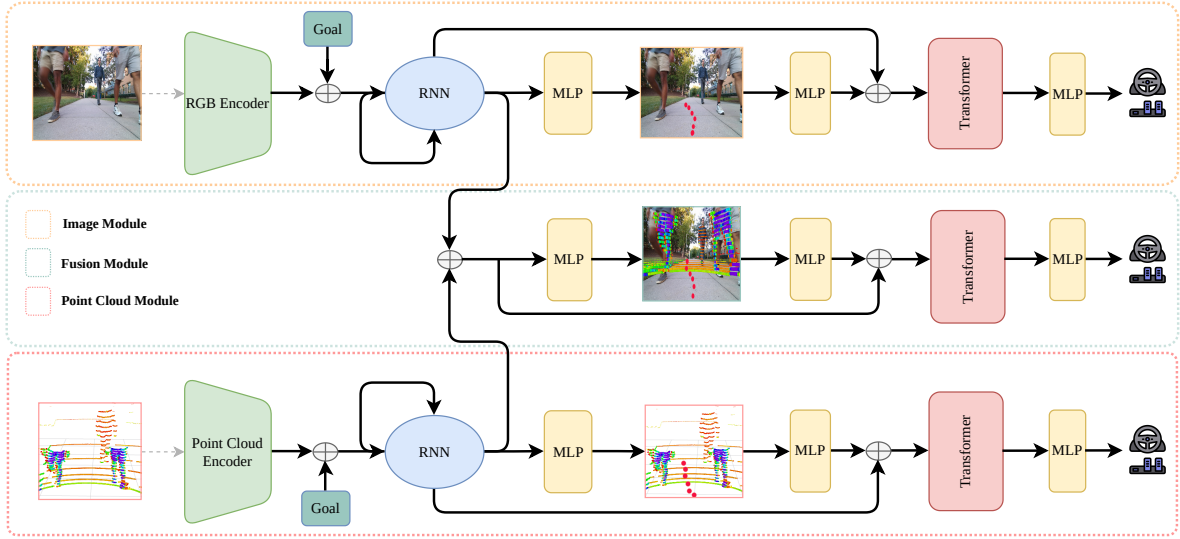 Goal
RGB Encoder
RNN
MLP
MLP
Transformer
MLP
Image Module
Fusion Module
Point Cloud Module
MLP
MLP
Transformer
MLP
Point Cloud
Encoder
Goal
RNN
MLP
MLP
Transformer
MLP